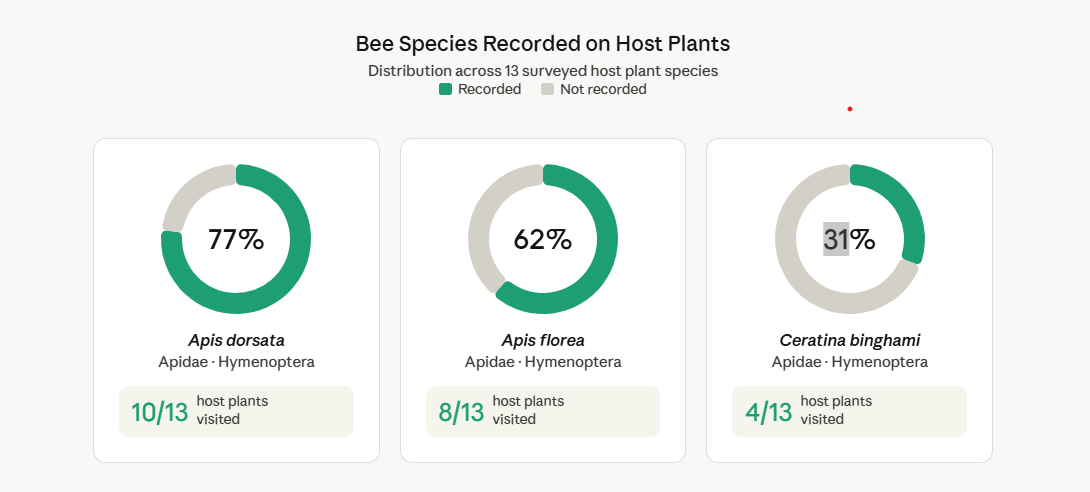 Bee Species Recorded on Host Plants
Distribution across 13 surveyed host plant species
Recorded Not recorded
77%
Apis dorsata
Apidae · Hymenoptera
10/13 host plants
visited
62%
Apis florea
Apidae · Hymenoptera
8/13 host plants
visited
31%
Ceratina binghami
Apidae · Hymenoptera
4/13 host plants
visited